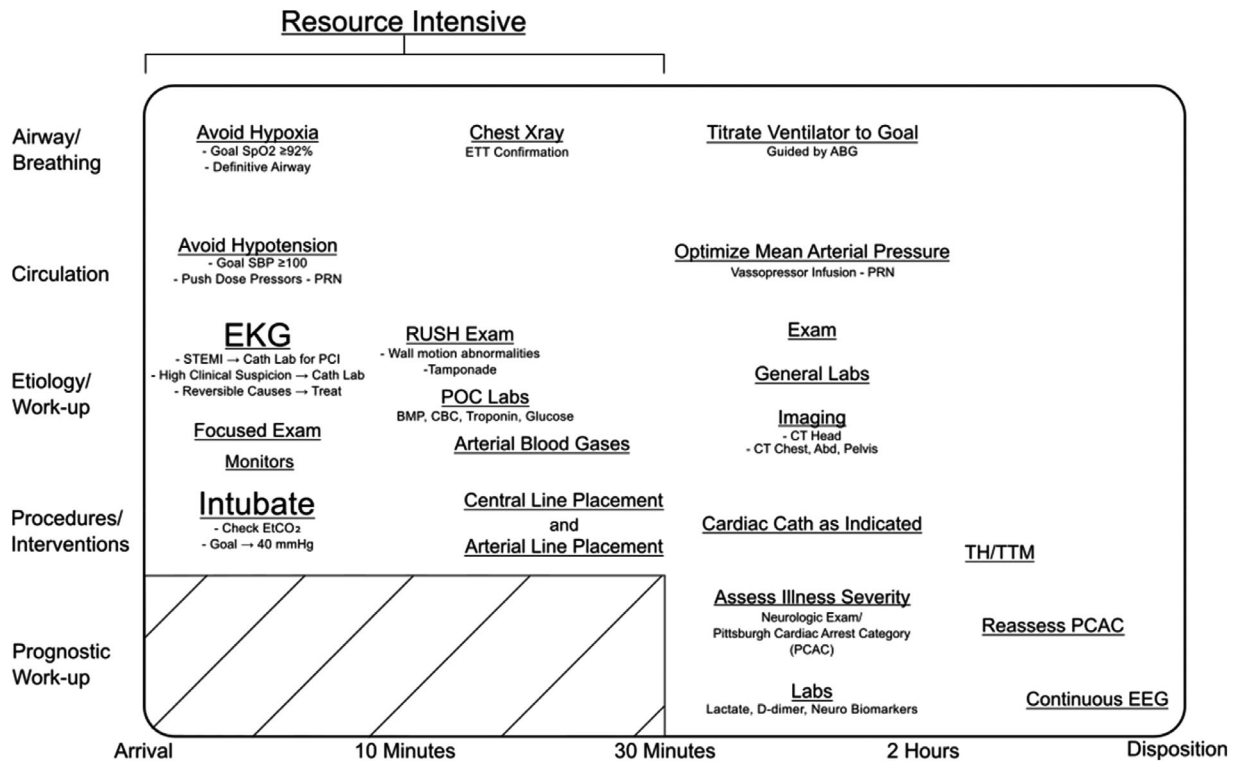 Resource Intensive
Airway/
Breathing
Avoid Hypoxia
- Goal SpO2 ≥92%
- Definitive Airway
Chest Xray
ETT Confirmation
Titrate Ventilator to Goal
Guided by ABG
Circulation
Avoid Hypotension
- Goal SBP ≥100
- Push Dose Pressors - PRN
Optimize Mean Arterial Pressure
Vassopressor Infusion - PRN
Etiology/
Work-up
EKG
- STEMI → Cath Lab for PCI
- High Clinical Suspicion → Cath Lab
- Reversible Causes → Treat
Focused Exam
Monitors
RUSH Exam
- Wall motion abnormalities
-Tamponade
POC Labs
BMP, CBC, Troponin, Glucose
Arterial Blood Gases
Exam
General Labs
Imaging
- CT Head
- CT Chest, Abd, Pelvis
Procedures/
Interventions
Intubate
- Check EtCO₂
- Goal → 40 mmHg
Central Line Placement
and
Arterial Line Placement
Cardiac Cath as Indicated
TH/TTM
Prognostic
Work-up
Assess Illness Severity
Neurologic Exam/
Pittsburgh Cardiac Arrest Category
(PCAC)
Labs
Lactate, D-dimer, Neuro Biomarkers
Reassess PCAC
Continuous EEG
Arrival
10 Minutes
30 Minutes
2 Hours
Disposition